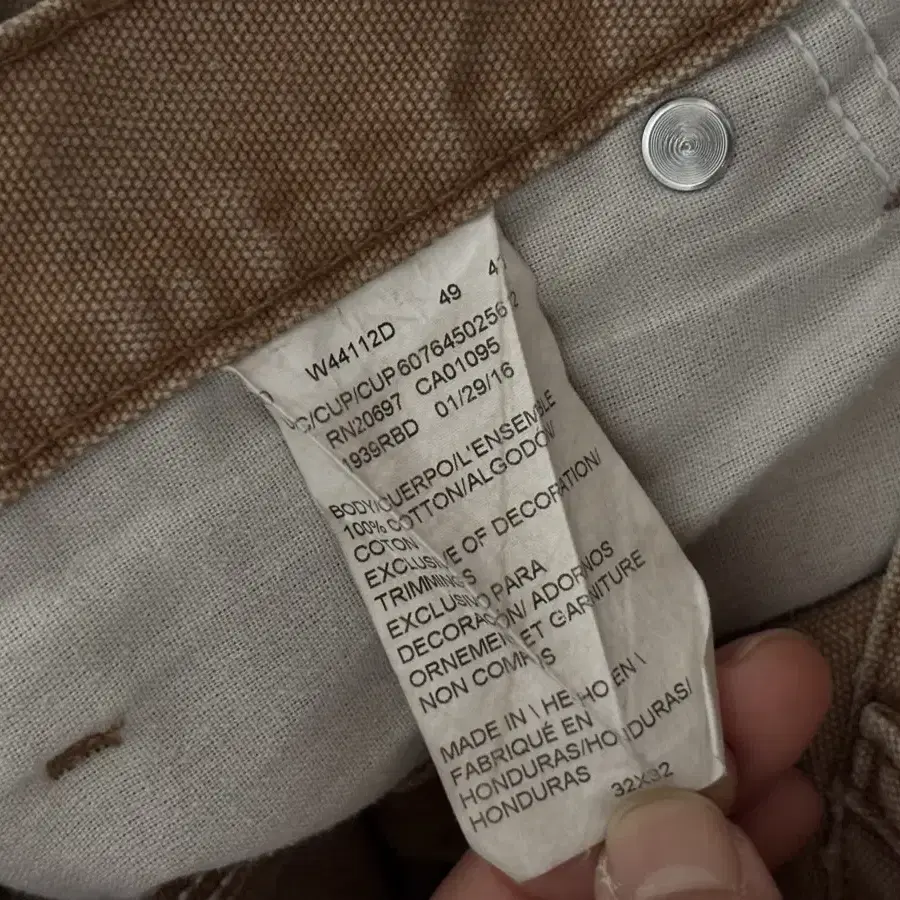 W44112D 49
C/CUP/CUP
RN20697 CA01095
1939RBD 01/29/16
BODY/CUERPO/L'ENSEMBLE
100% COTTON/ALGODÓN/
COTON
EXCLUSIVE OF DECORATION/
TRIMMINGS
EXCLUSIVO PARA
DECORACION/ ADORNOS
ORNEMENT ET GARNITURE
NON COMPRIS
MADE IN \ HECHO EN \
FABRIQUÉ EN
HONDURAS/HONDURAS/
HONDURAS 32X32